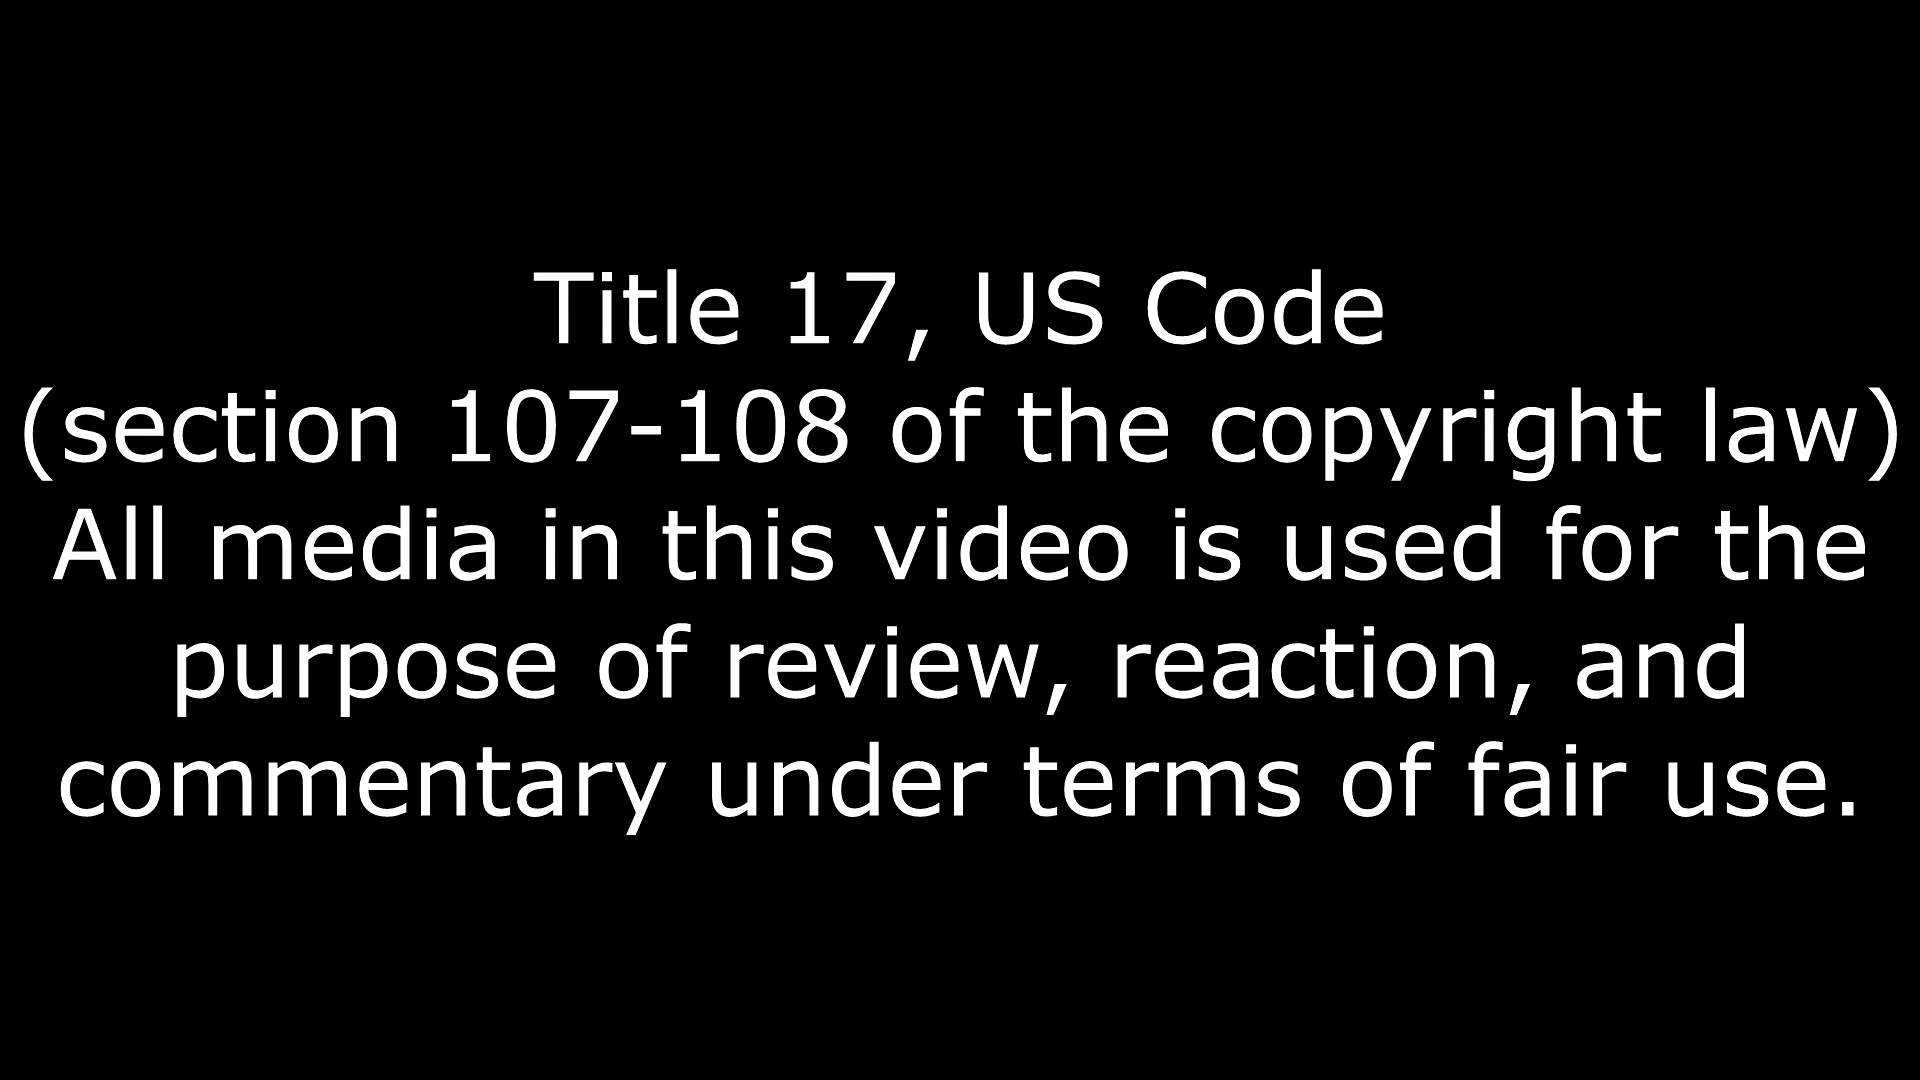 Title 17, US Code
(section 107-108 of the copyright law)
All media in this video is used for the
purpose of review, reaction, and
commentary under terms of fair use.